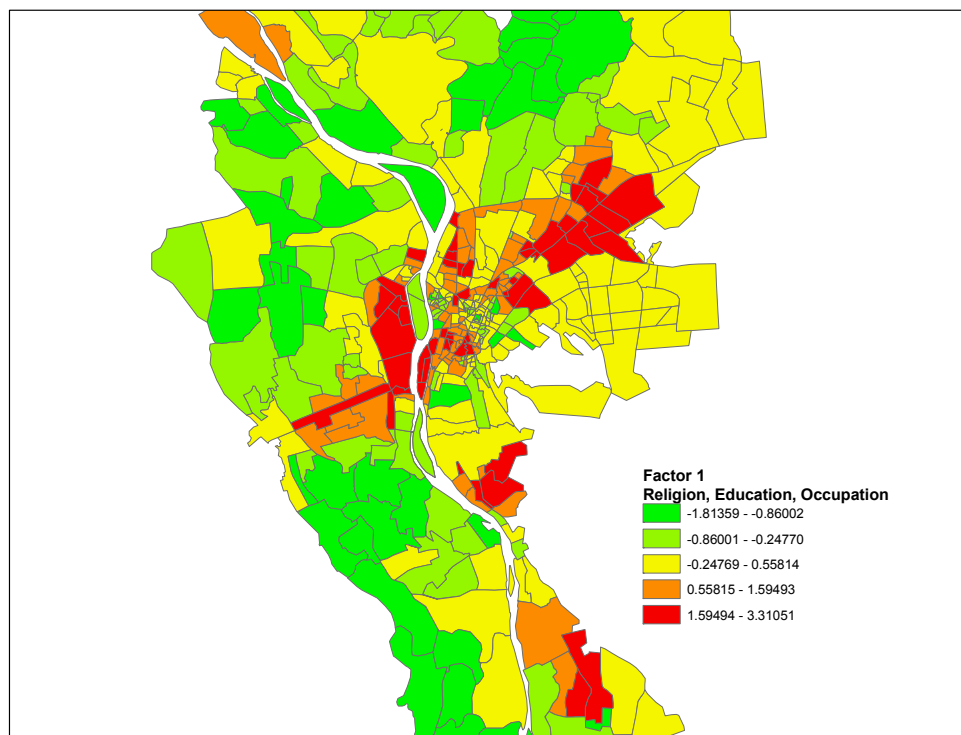 Factor 1
Religion, Education, Occupation
-1.81359 - -0.86002
-0.86001 - -0.24770
-0.24769 - 0.55814
0.55815 - 1.59493
1.59494 - 3.31051